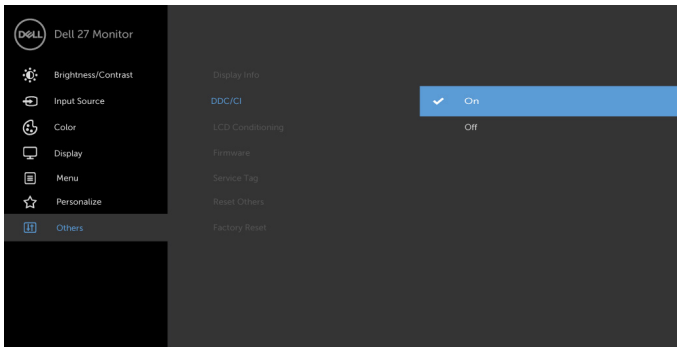 DELL Dell 27 Monitor
Brightness/Contrast
Input Source
Color
Display
Menu
Personalize
Others
Display Info
DDC/CI
LCD Conditioning
Firmware
Service Tag
Reset Others
Factory Reset
On
Off